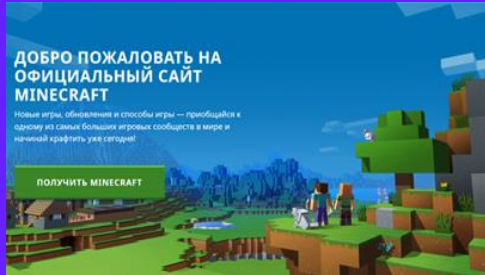 ДОБРО ПОЖАЛОВАТЬ НА
ОФИЦИАЛЬНЫЙ САЙТ
MINECRAFT
Новые игры, обновления и способы игры — приобщайся к
одному из самых больших игровых сообществ в мире и
начинай крафтить уже сегодня!
ПОЛУЧИТЬ MINECRAFT